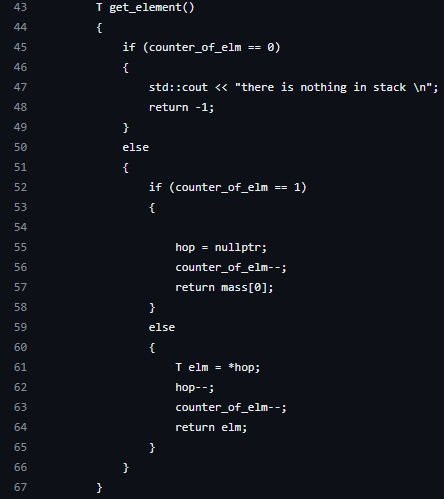 43 T get_element()
44 {
45 if (counter_of_elm == 0)
46 {
47 std::cout << "there is nothing in stack \n";
48 return -1;
49 }
50 else
51 {
52 if (counter_of_elm == 1)
53 {
54
55 hop = nullptr;
56 counter_of_elm--;
57 return mass[0];
58 }
59 else
60 {
61 T elm = *hop;
62 hop--;
63 counter_of_elm--;
64 return elm;
65 }
66 }
67 }